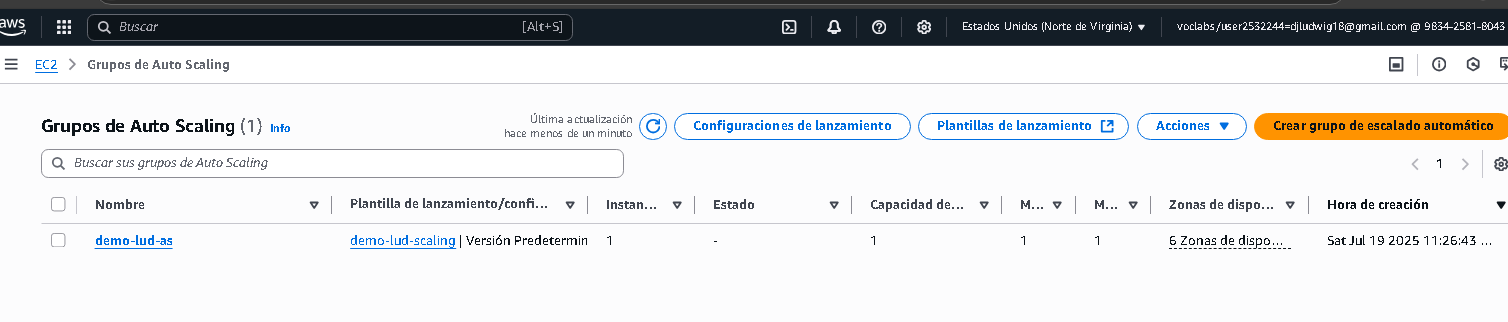 aws
Buscar [Alt+S] Estados Unidos (Norte de Virginia) voclabs/user2532244=djludwig18@gmail.com @ 9834-2581-8043
EC2 Grupos de Auto Scaling
Grupos de Auto Scaling (1) Info
Última actualización
hace menos de un minuto
Configuraciones de lanzamiento Plantillas de lanzamiento Acciones Crear grupo de escalado automático
Buscar sus grupos de Auto Scaling
1
Nombre Plantilla de lanzamiento/confi... Instan... Estado Capacidad de... M... M... Zonas de dispo... Hora de creación
demo-lud-as demo-lud-scaling | Versión Predetermin 1 - 1 1 1 6 Zonas de dispo... Sat Jul 19 2025 11:26:43 ...